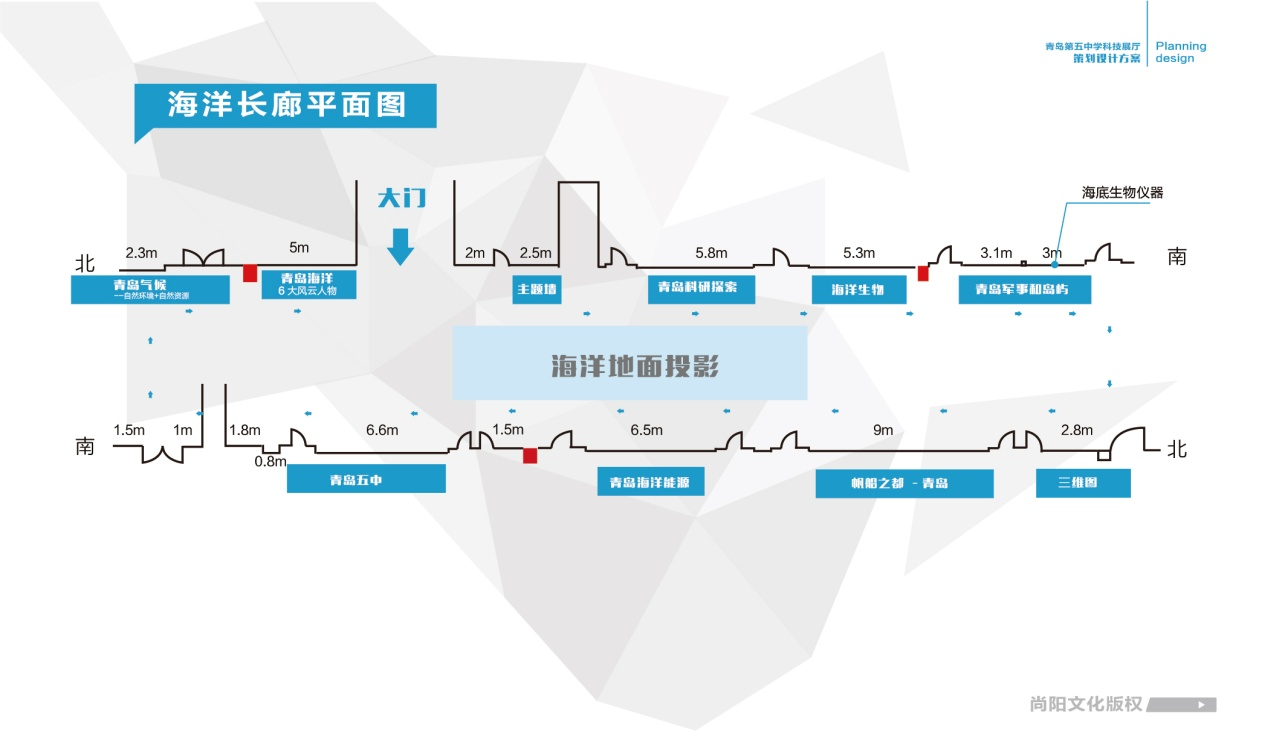 青岛第五中学科技展厅
策划设计方案
Planning
design
海洋长廊平面图
大门
海底生物仪器
北
2.3m
5m
2m
2.5m
5.8m
5.3m
3.1m
3m
南
青岛气候
---自然环境+自然资源
青岛海洋
6 大风云人物
主题墙
青岛科研探索
海洋生物
青岛军事和岛屿
海洋地面投影
南
1.5m
1m
1.8m
0.8m
6.6m
1.5m
6.5m
9m
2.8m
北
青岛五中
青岛海洋能源
帆船之都 - 青岛
三维图
尚阳文化版权